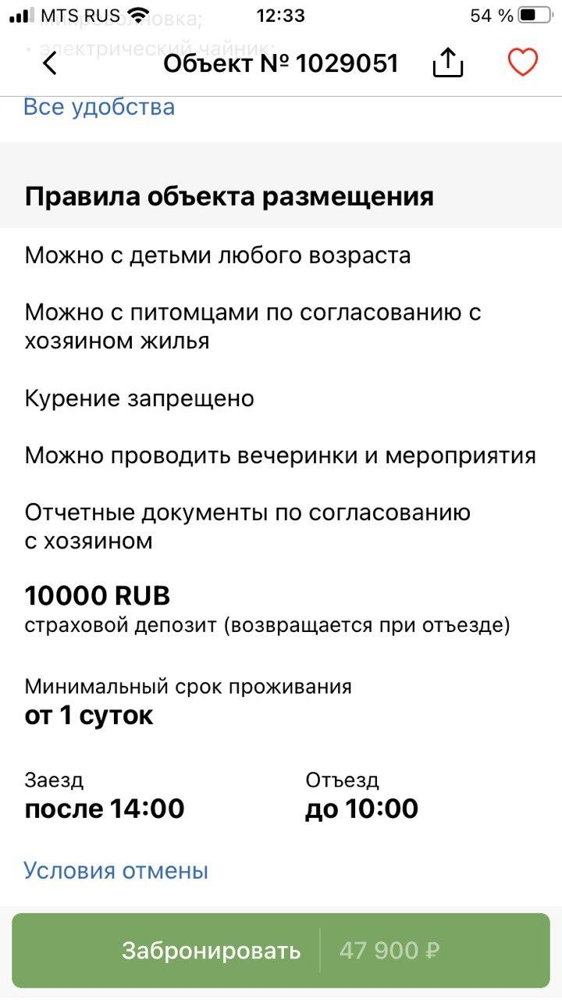 MTS RUS 12:33 54 %
микроволновка;
• электрический чайник;
Объект № 1029051
Все удобства
Правила объекта размещения
Можно с детьми любого возраста
Можно с питомцами по согласованию с
хозяином жилья
Курение запрещено
Можно проводить вечеринки и мероприятия
Отчетные документы по согласованию
с хозяином
10000 RUB
страховой депозит (возвращается при отъезде)
Минимальный срок проживания
от 1 суток
Заезд Отъезд
после 14:00 до 10:00
Условия отмены
Забронировать 47 900 ₽